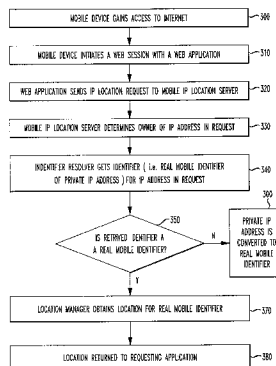 MOBILE DEVICE GAINS ACCESS TO INTERNET
300
MOBILE DEVICE INITIATES A WEB SESSION WITH A WEB APPLICATION
310
WEB APPLICATION SENDS IP LOCATION REQUEST TO MOBILE IP LOCATION SERVER
320
MOBILE IP LOCATION SERVER DETERMINES OWNER OF IP ADDRESS IN REQUEST
330
INDENTIFER RESOLVER GETS IDENTIFIER ( i.e. REAL MOBILE IDENTIFIER
OF PRIVATE IP ADDRESS ) FOR IP ADDRESS IN REQUEST
340
350
IS RETRIVED IDENTIFIER A
A REAL MOBILE IDENTIFIER?
N
300
PRIVATE IP
ADDRESS IS
CONVERTED TO
REAL MOBILE
IDENTIFIER
Y
LOCATION MANAGER OBTAINS LOCATION FOR REAL MOBILE IDENTIFIER
370
LOCATION RETURNED TO REQUESTING APPLICATION
380